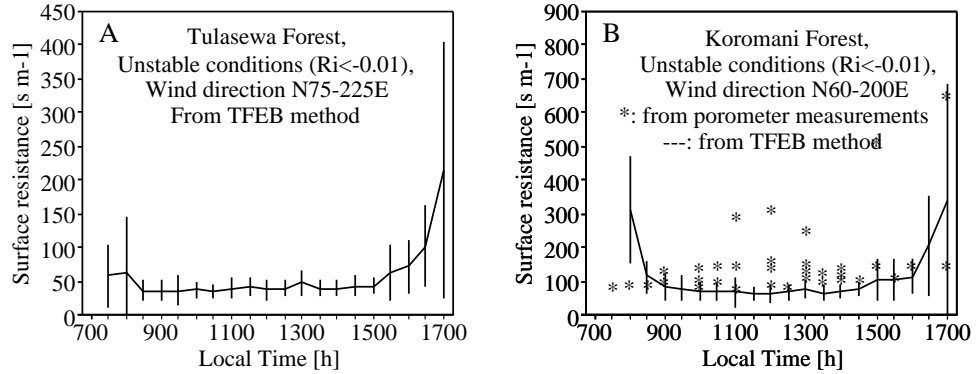 A
Tulasewa Forest,
Unstable conditions (Ri<-0.01),
Wind direction N75-225E
From TFEB method
Surface resistance [s m-1]
450
400
350
300
250
200
150
100
50
0
700 900 1100 1300 1500 1700
Local Time [h]
B
Koromani Forest,
Unstable conditions (Ri<-0.01),
Wind direction N60-200E
*: from porometer measurements
---: from TFEB method
Surface resistance [s m-1]
900
800
700
600
500
400
300
200
100
0
700 900 1100 1300 1500 1700
Local Time [h]